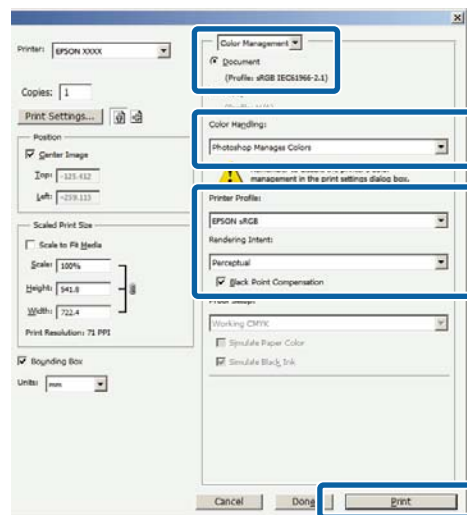 Printer: EPSON XXXX
Copies: 1
Print Settings...
Position
Center Image
Top: -125.412
Left: -259.115
Scaled Print Size
Scale to Fit Media
Scale: 100%
Height: 541.8
Width: 722.4
Print Resolution: 71 PPI
Bounding Box
Units: mm
Color Management
Document
(Profile: sRGB IEC61966-2.1)
Color Handling:
Photoshop Manages Colors
management in the print settings dialog box.
Printer Profile:
EPSON sRGB
Rendering Intent:
Perceptual
Black Point Compensation
Working CMYK
Simulate Paper Color
Simulate Black Ink
Cancel
Done
Print